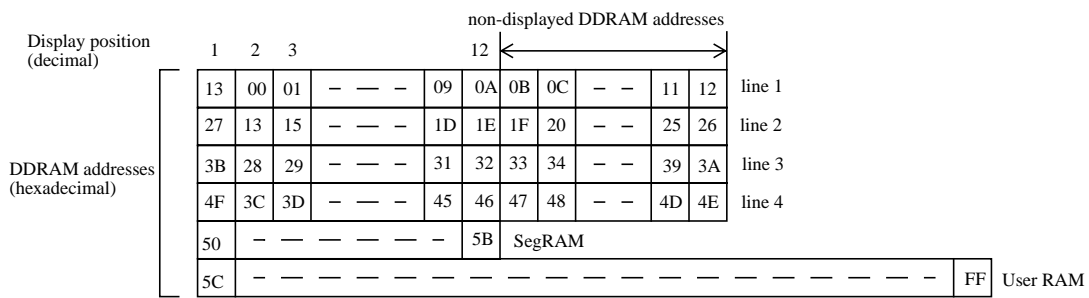 non-displayed DDRAM addresses
Display position
(decimal)
1 2 3 12
13 00 01 — — — 09 0A 0B 0C — — 11 12 line 1
27 13 15 — — — 1D 1E 1F 20 — — 25 26 line 2
DDRAM addresses
(hexadecimal)
3B 28 29 — — — 31 32 33 34 — — 39 3A line 3
4F 3C 3D — — — 45 46 47 48 — — 4D 4E line 4
50 — — — — — — 5B SegRAM
5C — — — — — — — — — — — — — — — — — — — — FF User RAM